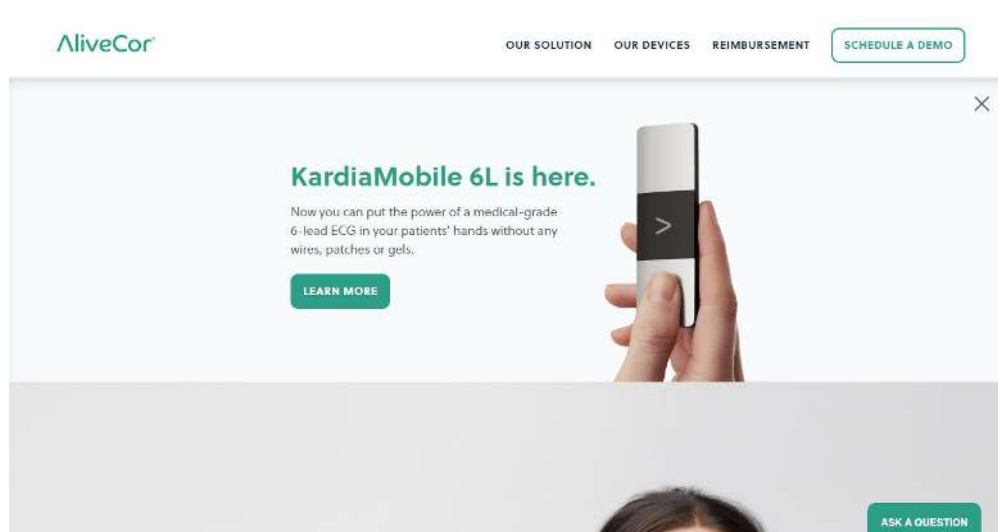 AliveCor
OUR SOLUTION
OUR DEVICES
REIMBURSEMENT
SCHEDULE A DEMO
KardiaMobile 6L is here.
Now you can put the power of a medical-grade
6-lead ECG in your patients' hands without any
wires, patches or gels.
LEARN MORE
ASK A QUESTION